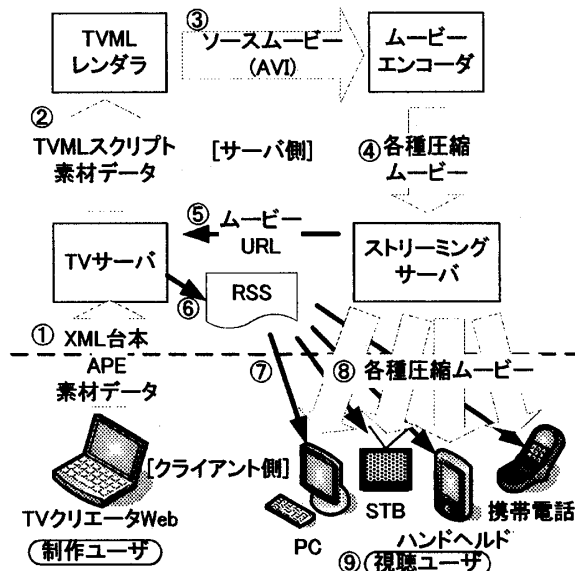 TVML
レンダラ
③
ソースムービー
(AVI)
ムービー
エンコーダ
②
TVMLスクリプト
素材データ
[サーバ側]
④各種圧縮
ムービー
⑤ ムービー
URL
TVサーバ
ストリーミング
サーバ
⑥
RSS
① XML台本
APE
素材データ
⑦
⑧ 各種圧縮ムービー
[クライアント側]
TVクリエータWeb
制作ユーザ
PC
STB
ハンドヘルド
携帯電話
⑨視聴ユーザ